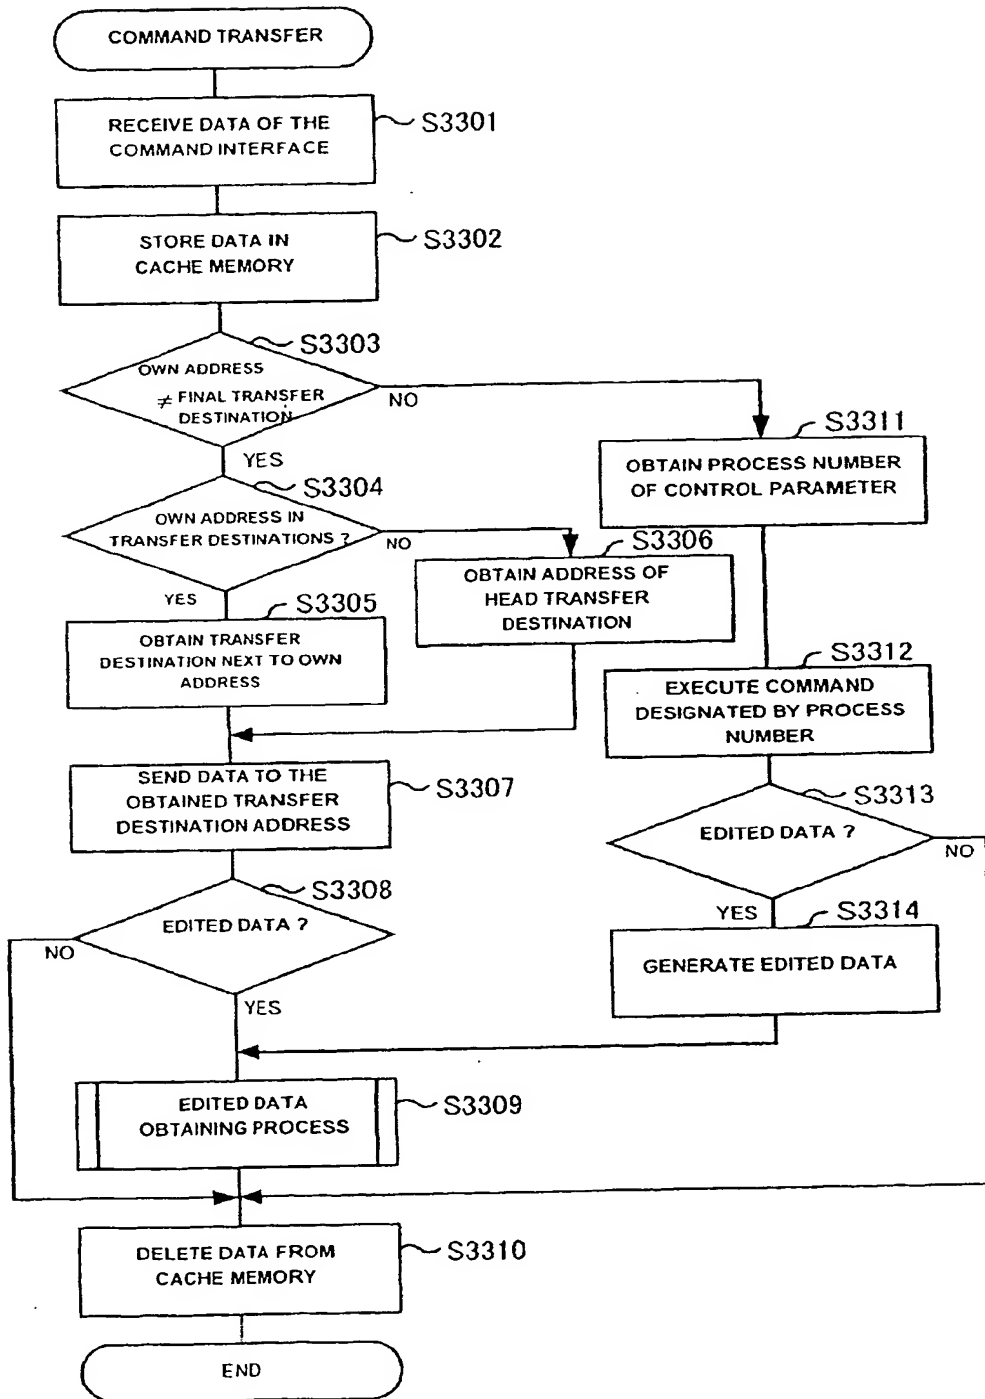 COMMAND TRANSFER
RECEIVE DATA OF THE
COMMAND INTERFACE
S3301
STORE DATA IN
CACHE MEMORY
S3302
S3303
OWN ADDRESS
≠ FINAL TRANSFER
DESTINATION
NO
YES
S3311
OBTAIN PROCESS NUMBER
OF CONTROL PARAMETER
S3304
OWN ADDRESS IN
TRANSFER DESTINATIONS ?
NO
YES
S3306
OBTAIN ADDRESS OF
HEAD TRANSFER
DESTINATION
S3305
OBTAIN TRANSFER
DESTINATION NEXT TO OWN
ADDRESS
S3312
EXECUTE COMMAND
DESIGNATED BY PROCESS
NUMBER
SEND DATA TO THE
OBTAINED TRANSFER
DESTINATION ADDRESS
S3307
S3313
EDITED DATA ?
NO
YES
S3308
EDITED DATA ?
NO
YES
S3314
GENERATE EDITED DATA
EDITED DATA
OBTAINING PROCESS
S3309
DELETE DATA FROM
CACHE MEMORY
S3310
END